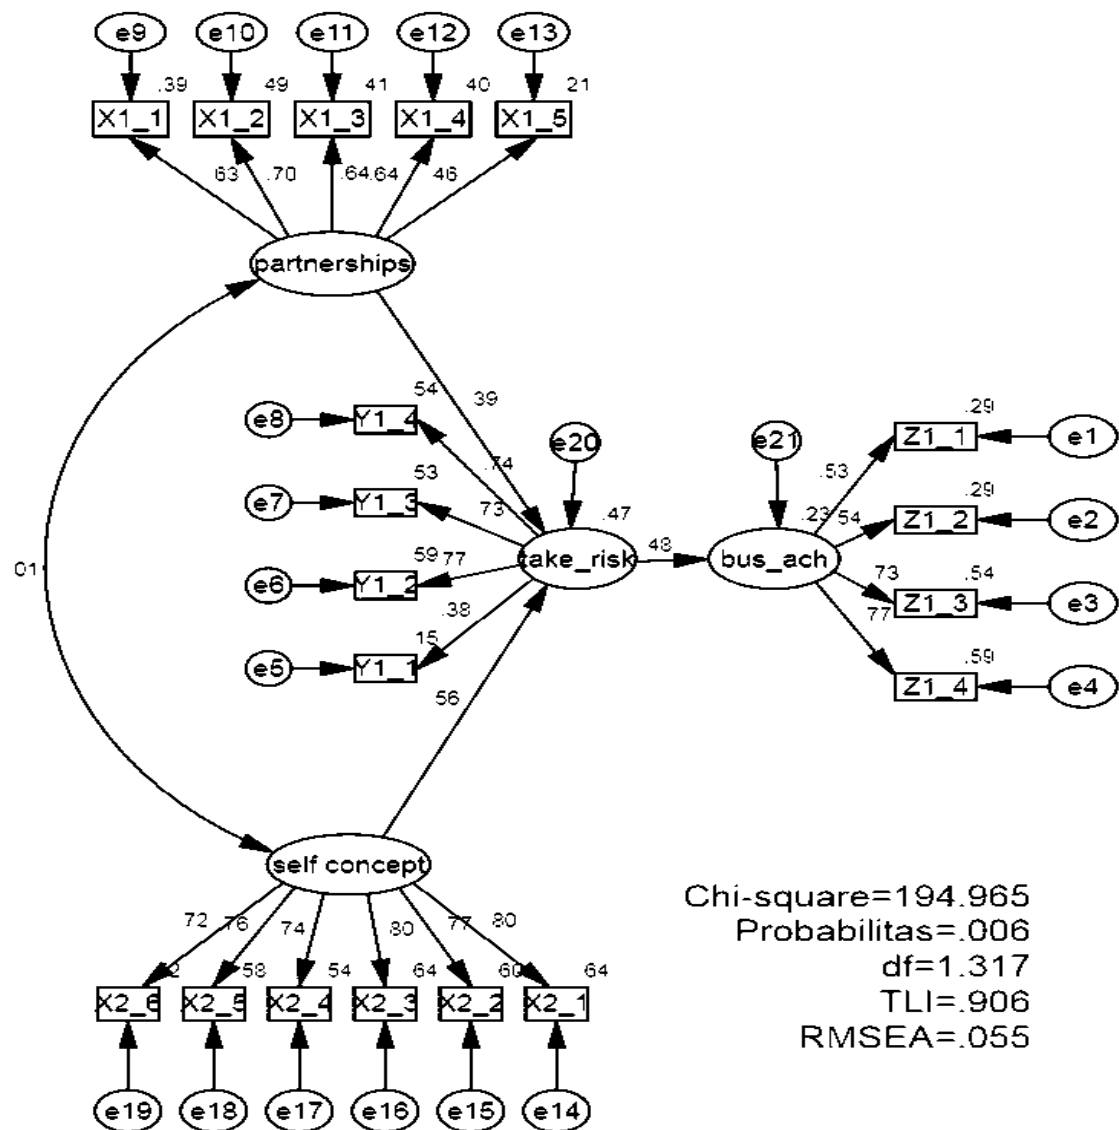 e9 e10 e11 e12 e13
.39 49 41 40 21
X1_1 X1_2 X1_3 X1_4 X1_5
63 .70 .64 .64 46
partnerships
54 39
e8 Y1_4 e20 e21 .29
Z1_1 e1
.74 .53
53 73
e7 Y1_3 .47 .23 54 .29
Z1_2 e2
59 77
take_risk 48 bus_ach
01
e6 Y1_2 73 .54
Z1_3 e3
.38 77
15
e5 Y1_1 .59
Z1_4 e4
56
self concept
72 .76 74 .80 77 .80
58 54 64 60 64
X2_6 X2_5 X2_4 X2_3 X2_2 X2_1
e19 e18 e17 e16 e15 e14
Chi-square=194.965
Probabilitas=.006
df=1.317
TLI=.906
RMSEA=.055